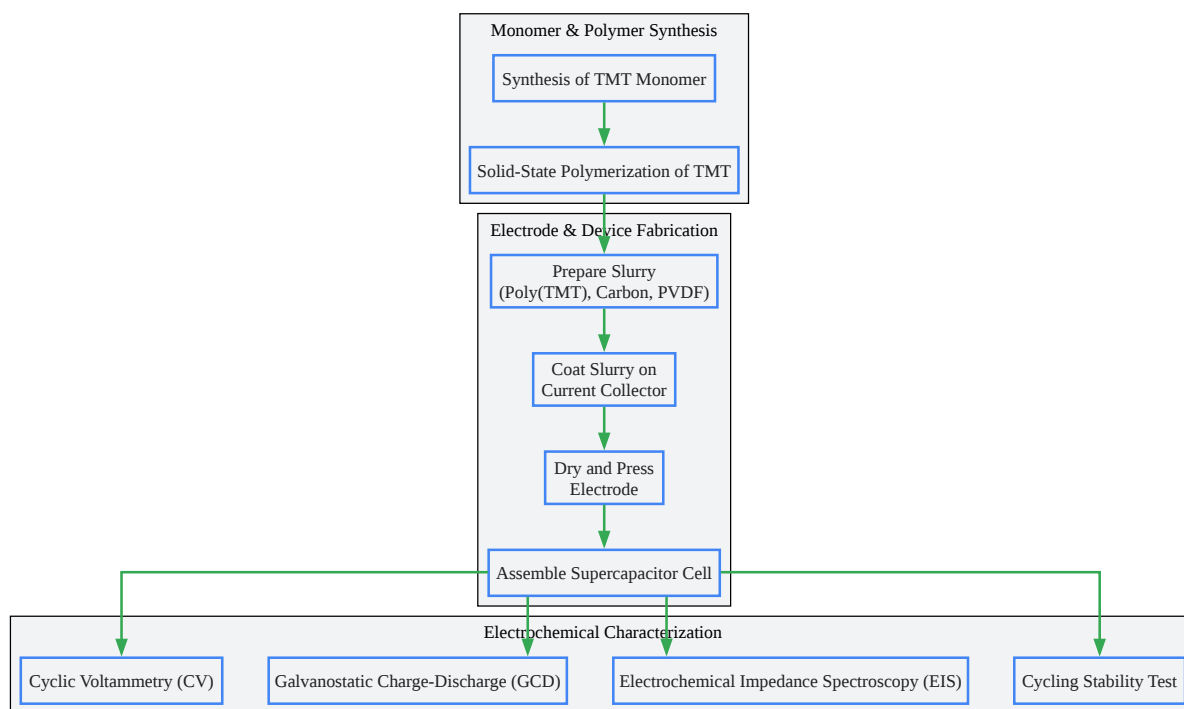 Monomer & Polymer Synthesis
Synthesis of TMT Monomer
Solid-State Polymerization of TMT
Electrode & Device Fabrication
Prepare Slurry
(Poly(TMT), Carbon, PVDF)
Coat Slurry on
Current Collector
Dry and Press
Electrode
Assemble Supercapacitor Cell
Electrochemical Characterization
Cyclic Voltammetry (CV)
Galvanostatic Charge-Discharge (GCD)
Electrochemical Impedance Spectroscopy (EIS)
Cycling Stability Test